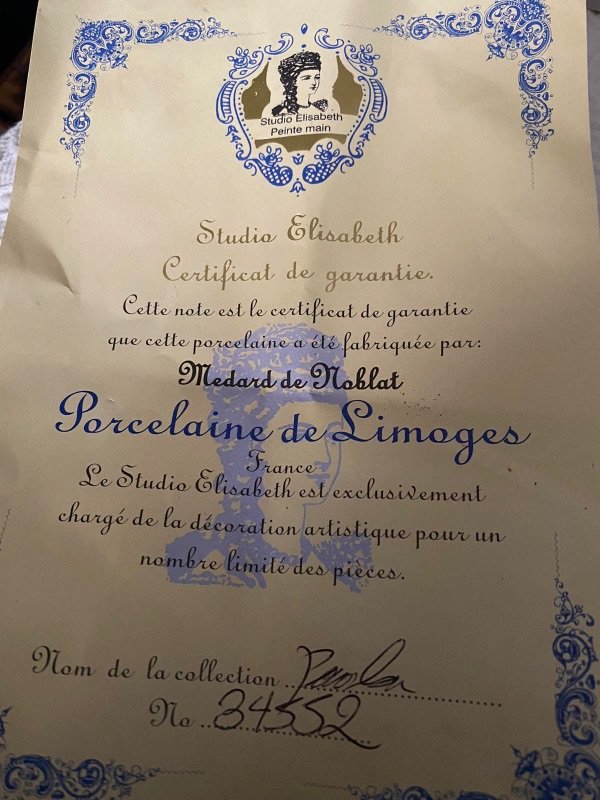 Studio Elisabeth
Peinte main
Studio Elisabeth
Certificat de garantie.
Cette note est le certificat de garantie
que cette porcelaine a été fabriquée par:
Medard de Noblat
Porcelaine de Limoges
France
Le Studio Elisabeth est exclusivement
chargé de la décoration artistique pour un
nombre limité des pièces.
Nom de la collection
No 34552